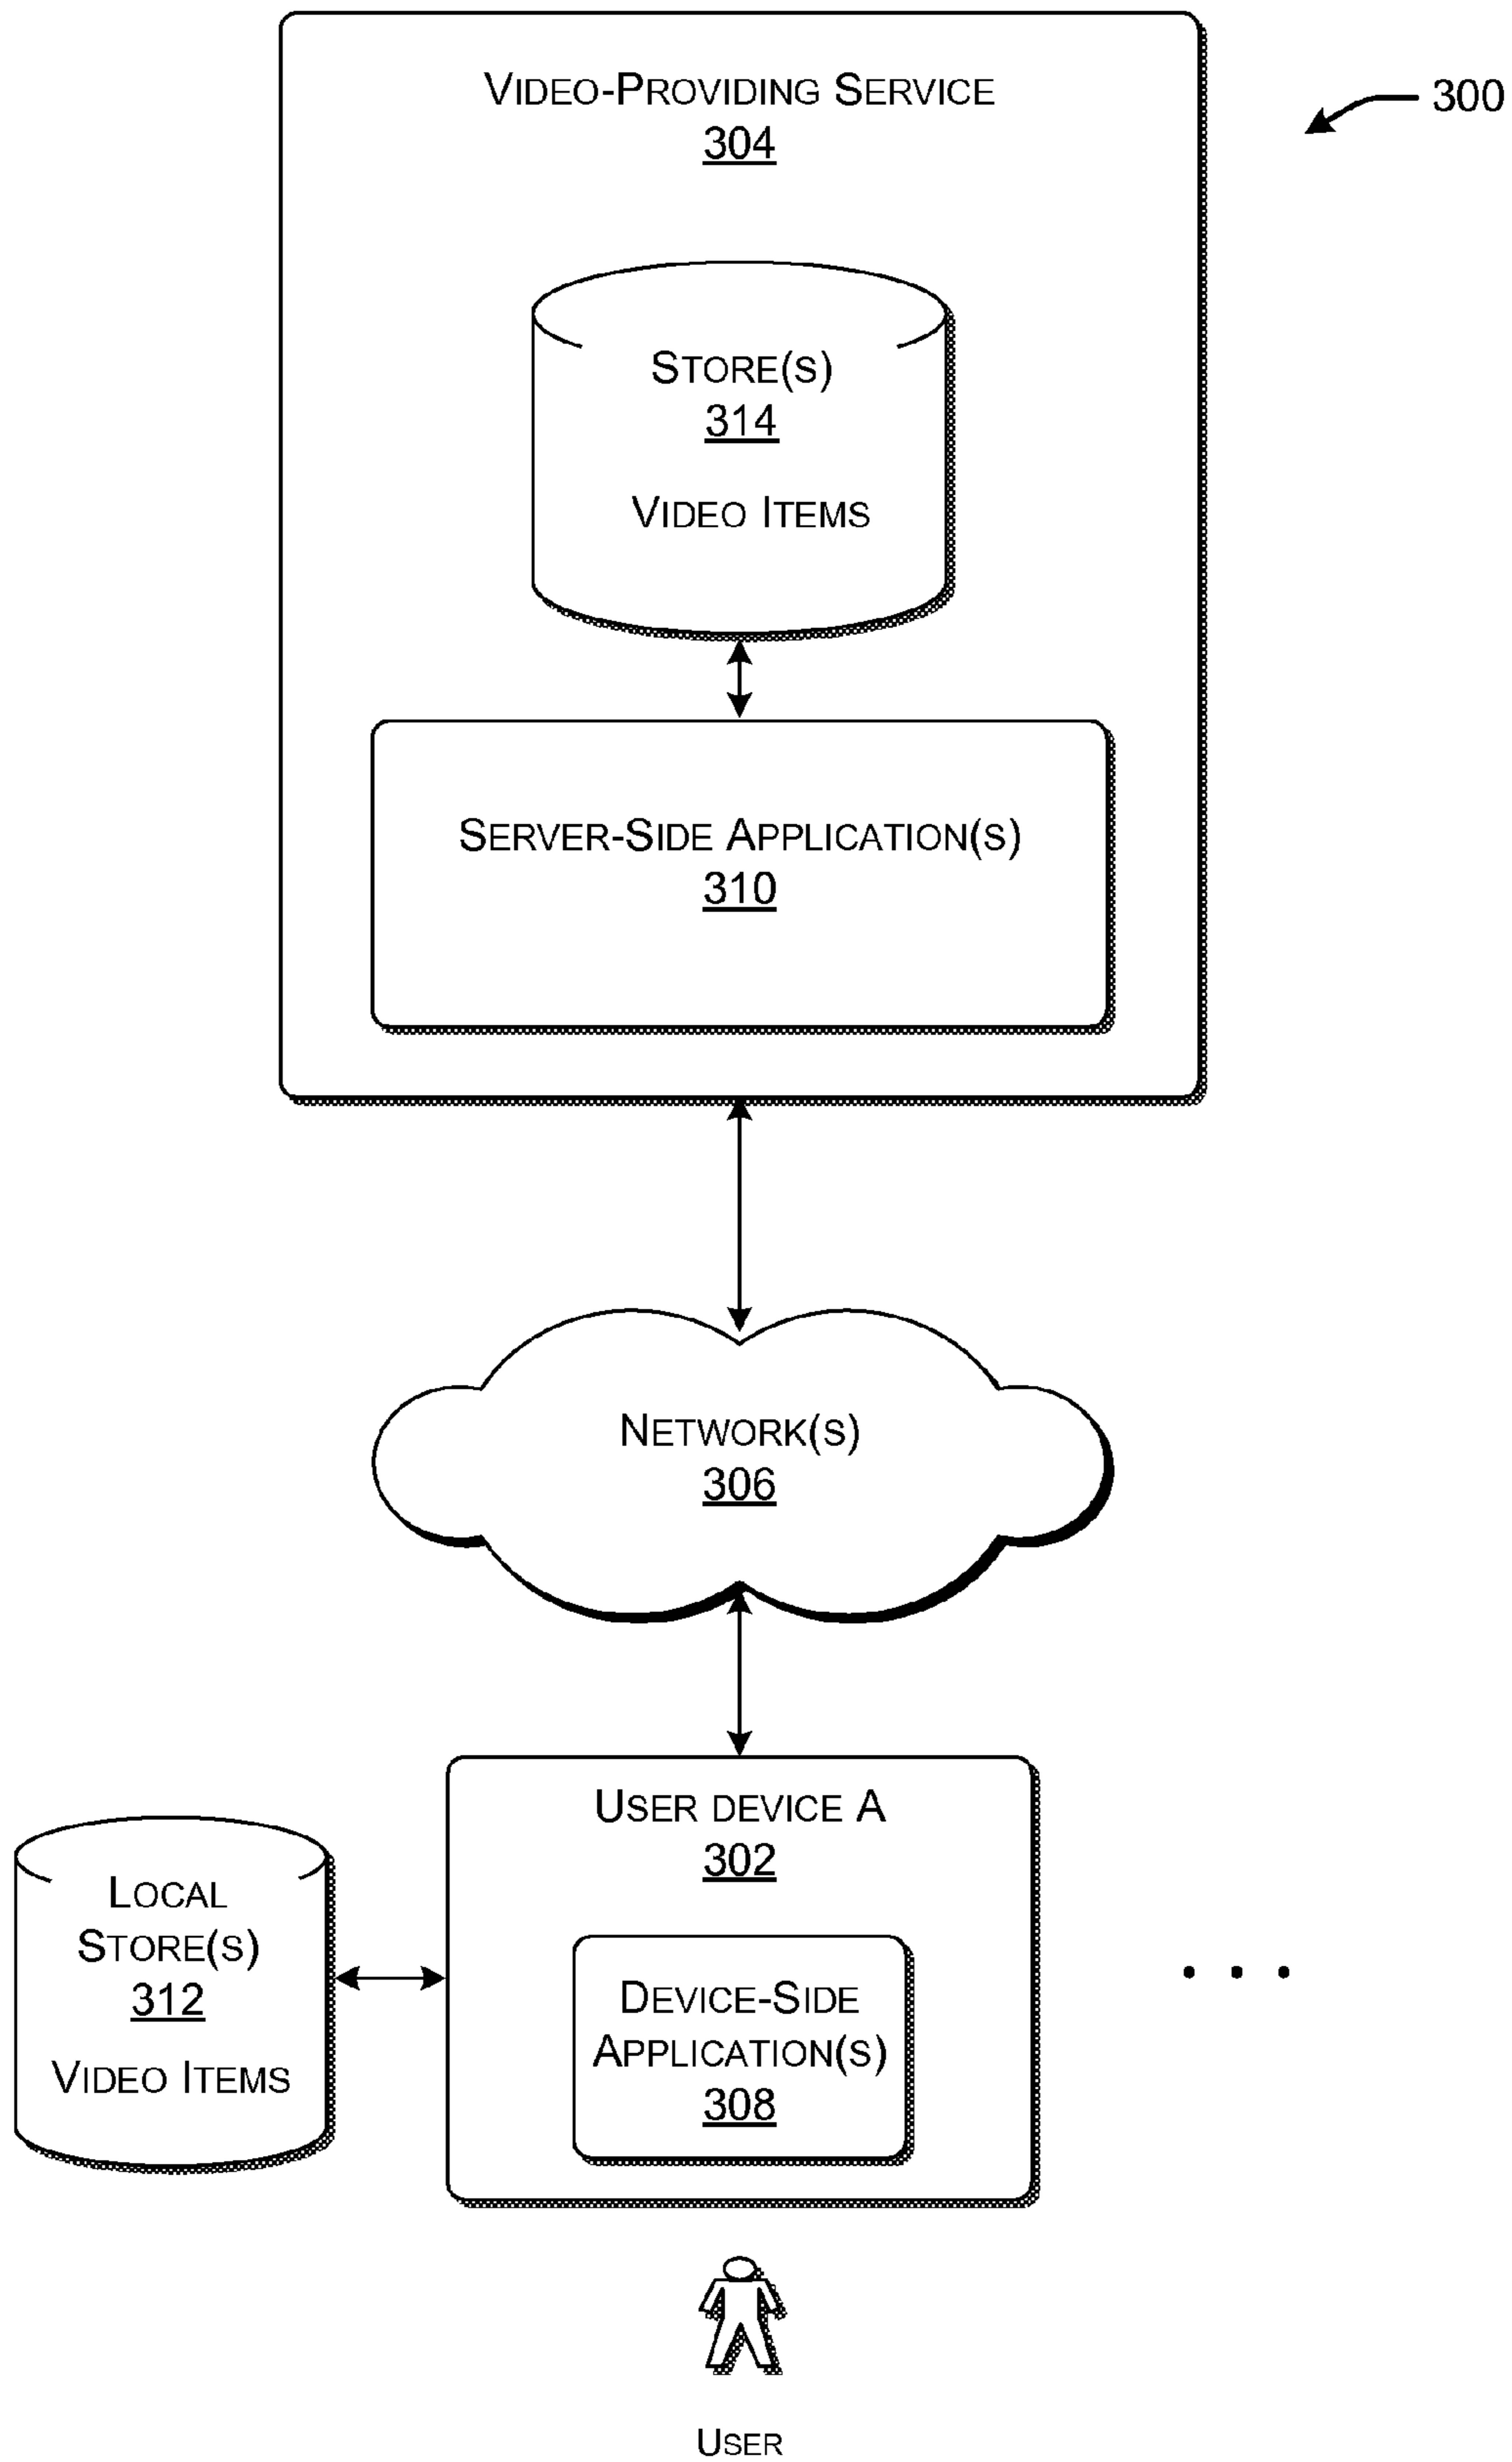 Video-Providing Service
304
300
Store(s)
314
Video Items
Server-Side Application(s)
310
Network(s)
306
User device A
302
Local
Store(s)
312
Video Items
Device-Side
Application(s)
308
. . .
User